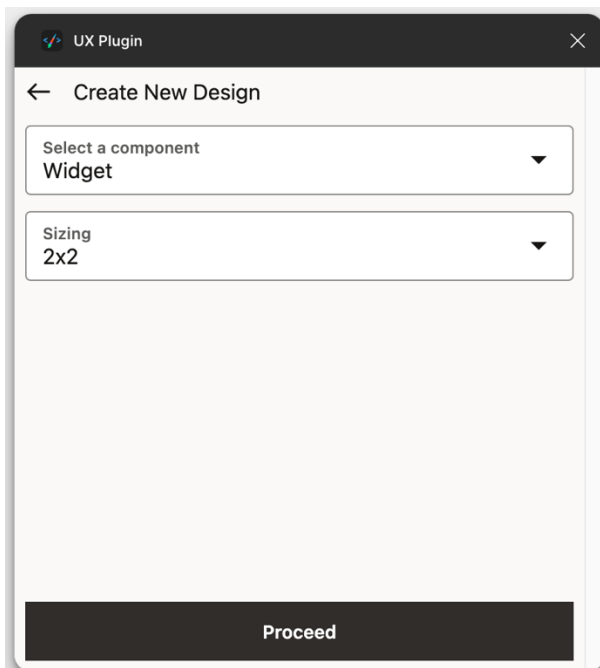 UX Plugin
Create New Design
Select a component
Widget
Sizing
2x2
Proceed